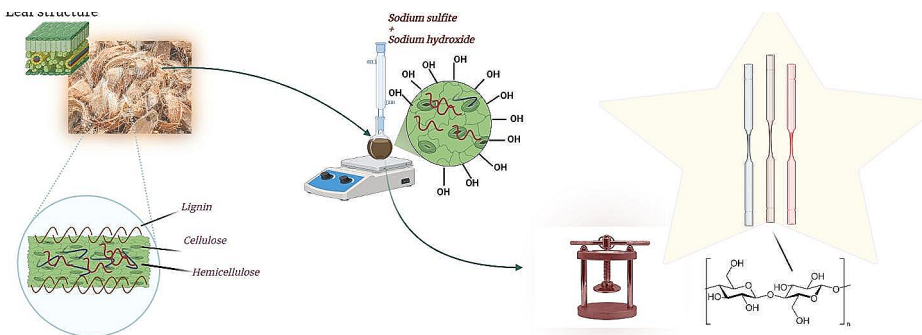 Leaf structure
Sodium sulfite
+
Sodium hydroxide
OH
OH
OH
OH
OH
OH
OH
OH
OH
OH
OH
OH
OH
Lignin
Cellulose
Hemicellulose
OH
OH
O
HO
O
HO
OH
O
HO
O
OH
OH
n